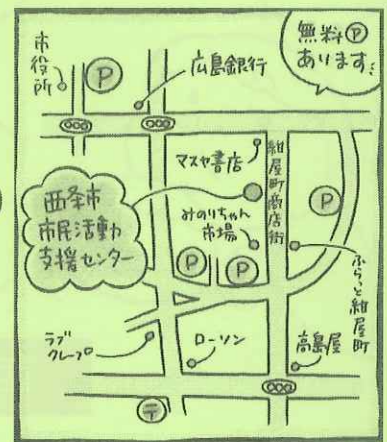 無料Ⓟ
あります!
市役所
Ⓟ
広島銀行
マスヤ書店
紺屋町商店街
西条市
市民活動
支援センター
みのりちゃん
市場
Ⓟ
Ⓟ
Ⓟ
ふらっと紺屋町
ラブ
クレープ
ローソン
高島屋
〒